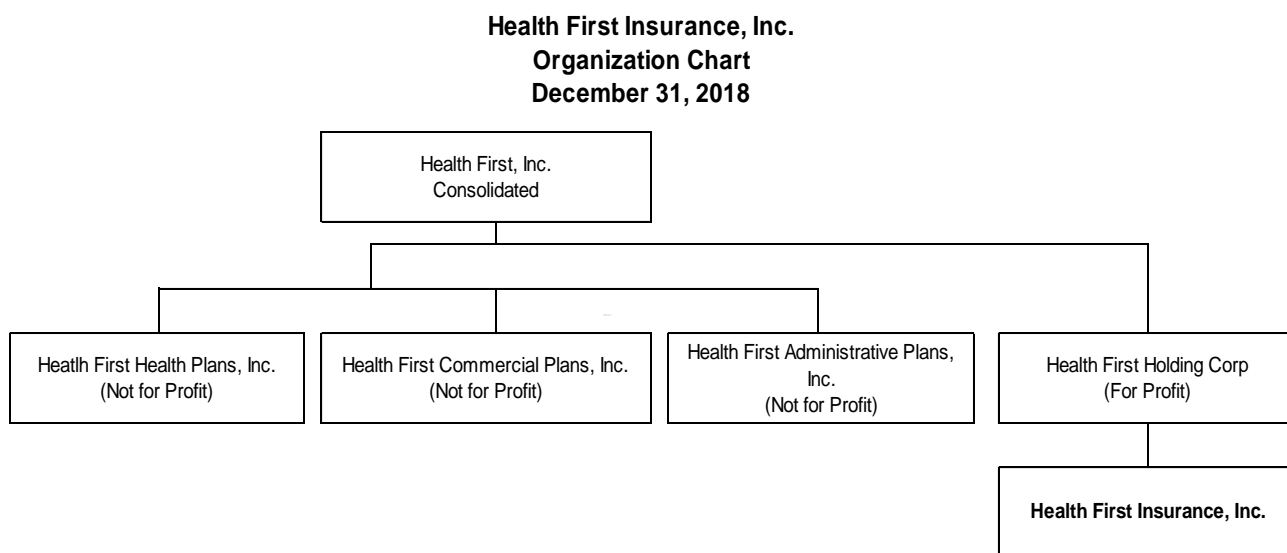 Health First Insurance, Inc.
Organization Chart
December 31, 2018
Health First, Inc.
Consolidated
Heatlh First Health Plans, Inc.
(Not for Profit)
Health First Commercial Plans, Inc.
(Not for Profit)
Health First Administrative Plans,
Inc.
(Not for Profit)
Health First Holding Corp
(For Profit)
Health First Insurance, Inc.